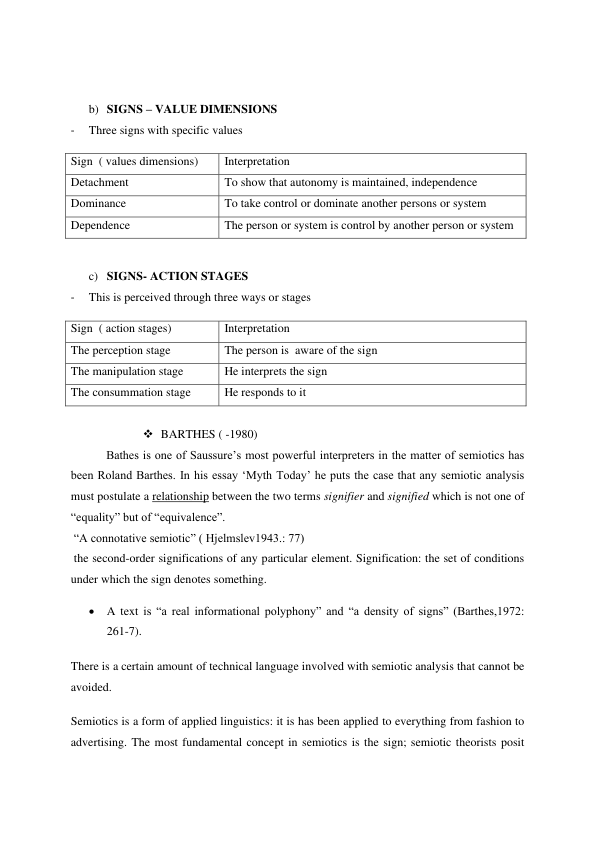 b) SIGNS – VALUE DIMENSIONS
- Three signs with specific values
Sign ( values dimensions) Interpretation
Detachment To show that autonomy is maintained, independence
Dominance To take control or dominate another persons or system
Dependence The person or system is control by another person or system
c) SIGNS- ACTION STAGES
- This is perceived through three ways or stages
Sign ( action stages) Interpretation
The perception stage The person is aware of the sign
The manipulation stage He interprets the sign
The consummation stage He responds to it
❖ BARTHES ( -1980)
Bathes is one of Saussure’s most powerful interpreters in the matter of semiotics has
been Roland Barthes. In his essay ‘Myth Today’ he puts the case that any semiotic analysis
must postulate a relationship between the two terms signifier and signified which is not one of
“equality” but of “equivalence”.
“A connotative semiotic” ( Hjelmslev1943.: 77)
the second-order significations of any particular element. Signification: the set of conditions
under which the sign denotes something.
• A text is “a real informational polyphony” and “a density of signs” (Barthes,1972:
261-7).
There is a certain amount of technical language involved with semiotic analysis that cannot be
avoided.
Semiotics is a form of applied linguistics: it is has been applied to everything from fashion to
advertising. The most fundamental concept in semiotics is the sign; semiotic theorists posit